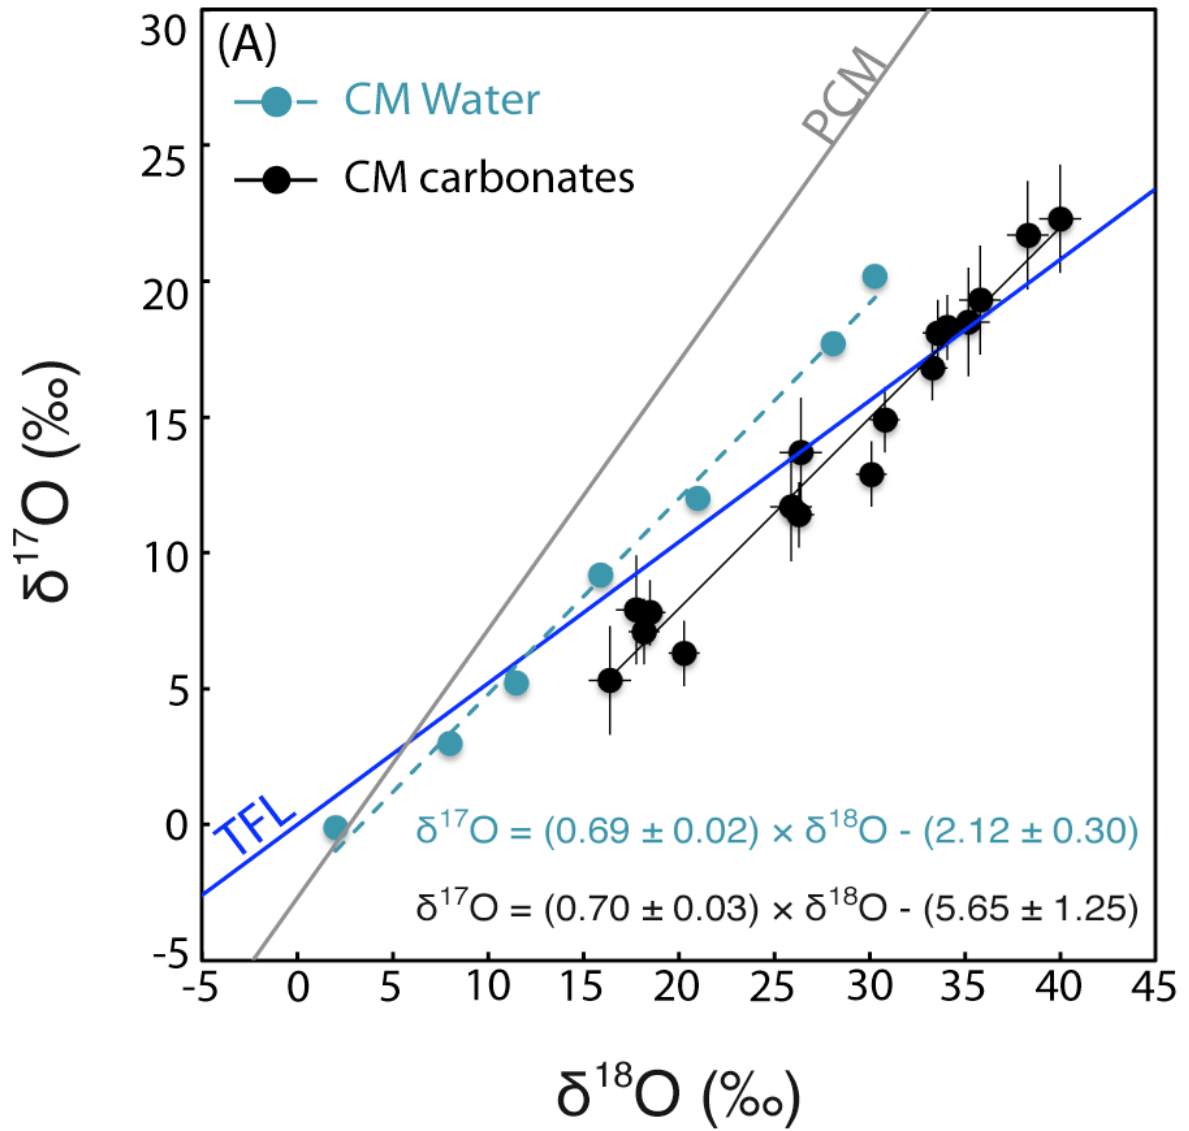 (A)
CM Water
CM carbonates
PCM
TFL
δ¹⁷O = (0.69 ± 0.02) × δ¹⁸O - (2.12 ± 0.30)
δ¹⁷O = (0.70 ± 0.03) × δ¹⁸O - (5.65 ± 1.25)
δ¹⁷O (‰)
30
25
20
15
10
5
0
-5
-5 0 5 10 15 20 25 30 35 40 45
δ¹⁸O (‰)